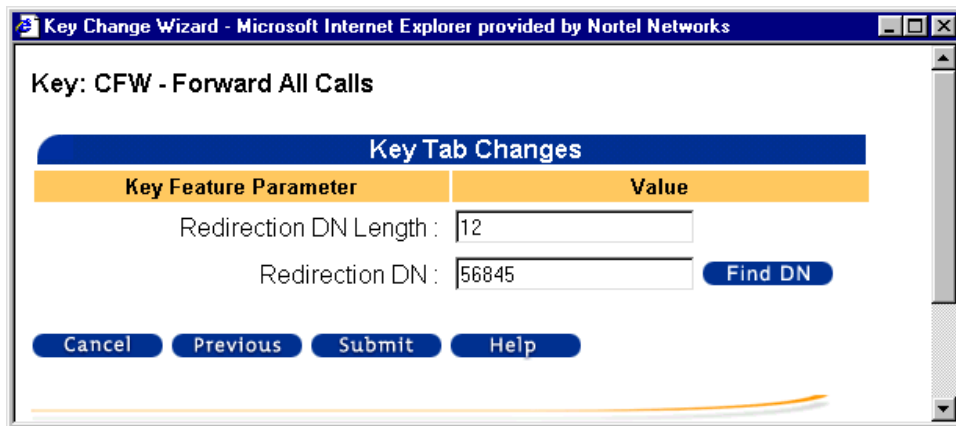 Key Change Wizard - Microsoft Internet Explorer provided by Nortel Networks
Key: CFW - Forward All Calls
Key Tab Changes
Key Feature Parameter Value
Redirection DN Length : 12
Redirection DN : 56845 Find DN
Cancel Previous Submit Help